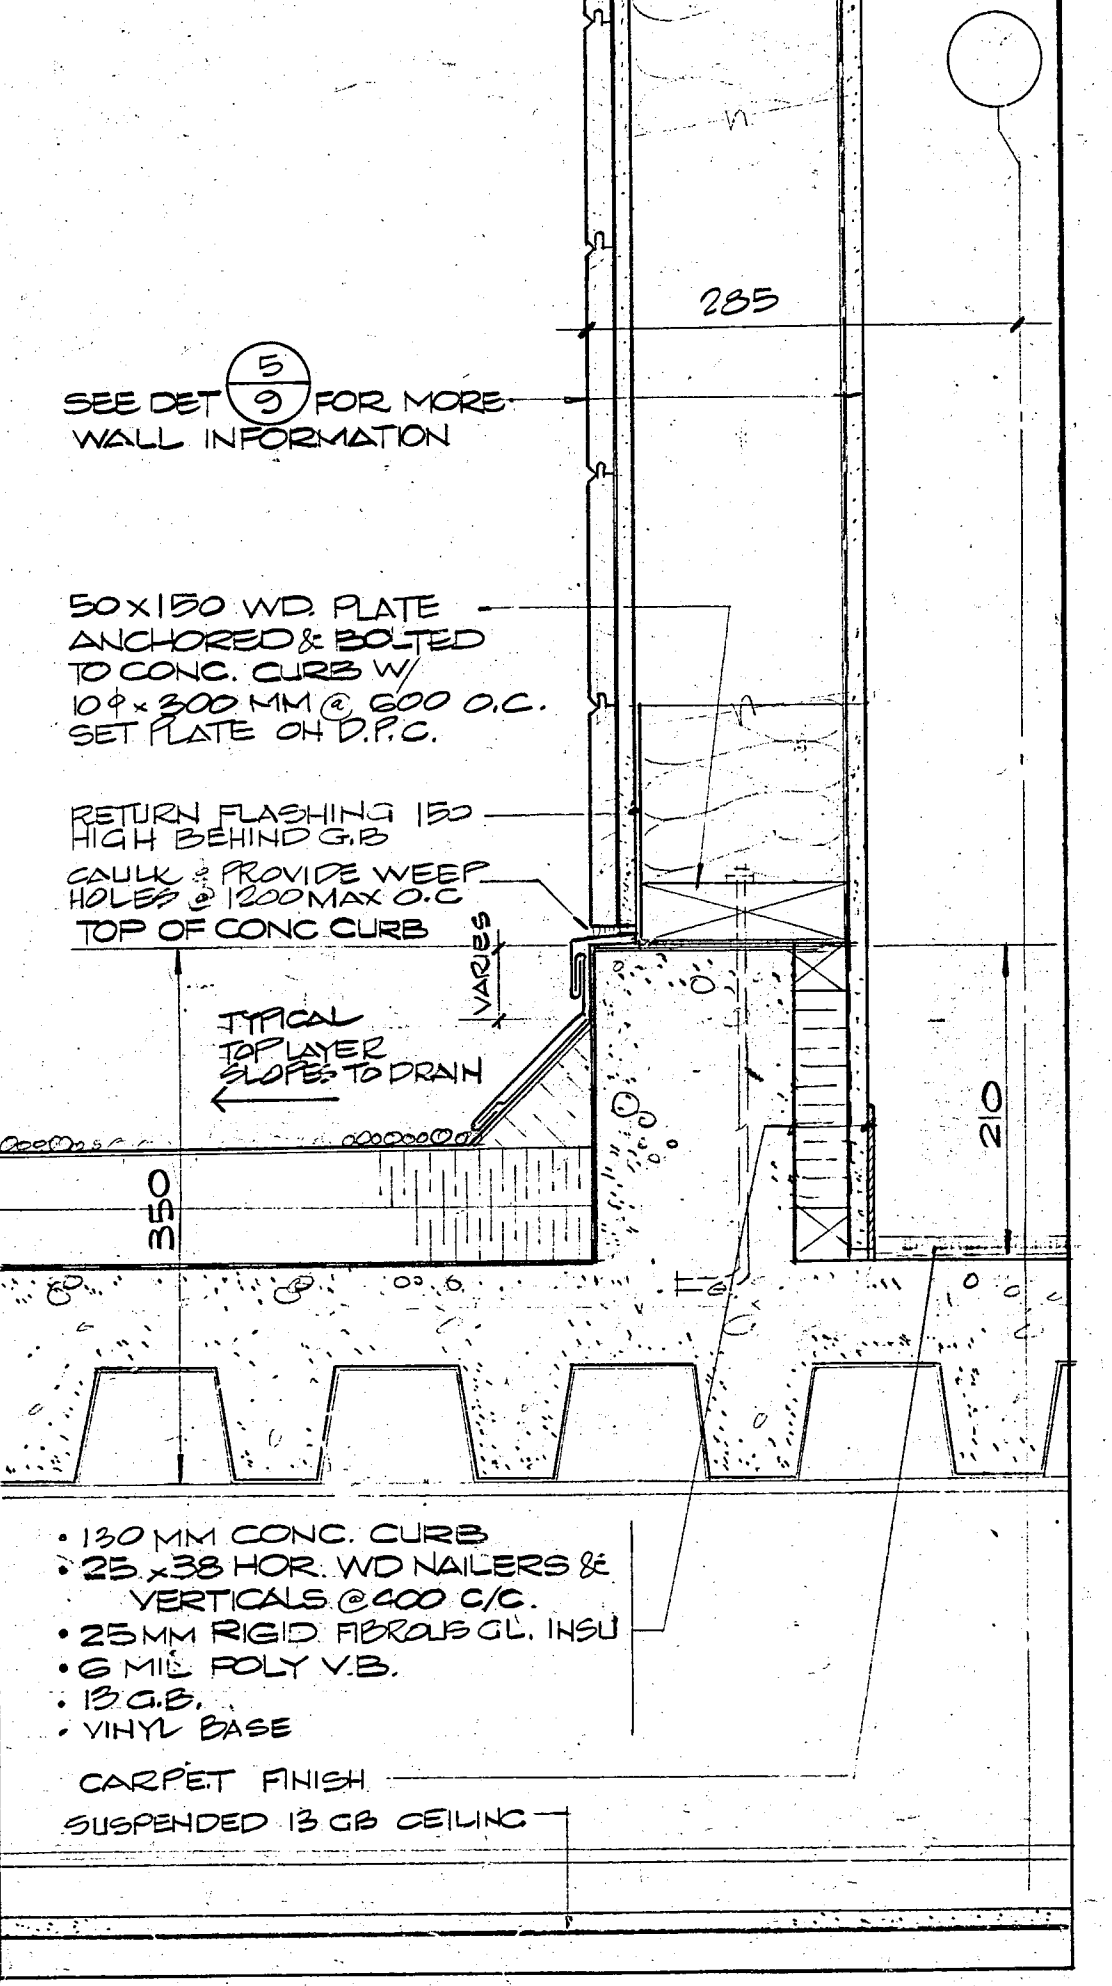 285
5
SEE DET 9 FOR MORE
WALL INFORMATION
50x150 WD. PLATE
ANCHORED & BOLTED
TO CONC. CURB W/
10φ x 300 MM @ 600 O.C.
SET PLATE ON D.P.C.
RETURN FLASHING 150
HIGH BEHIND G.B
CAULK & PROVIDE WEEP
HOLES @ 1200 MAX O.C
TOP OF CONC CURB
VARIES
TYPICAL
TOP LAYER
SLOPES TO DRAIN
210
350
• 130 MM CONC. CURB
• 25 x 38 HOR. WD NAILERS &
VERTICALS @ 400 C/C.
• 25 MM RIGID FIBROUS GL. INSU
• 6 MIL POLY V.B.
• 13 G.B.
• VINYL BASE
CARPET FINISH
SUSPENDED 13 GB CEILING